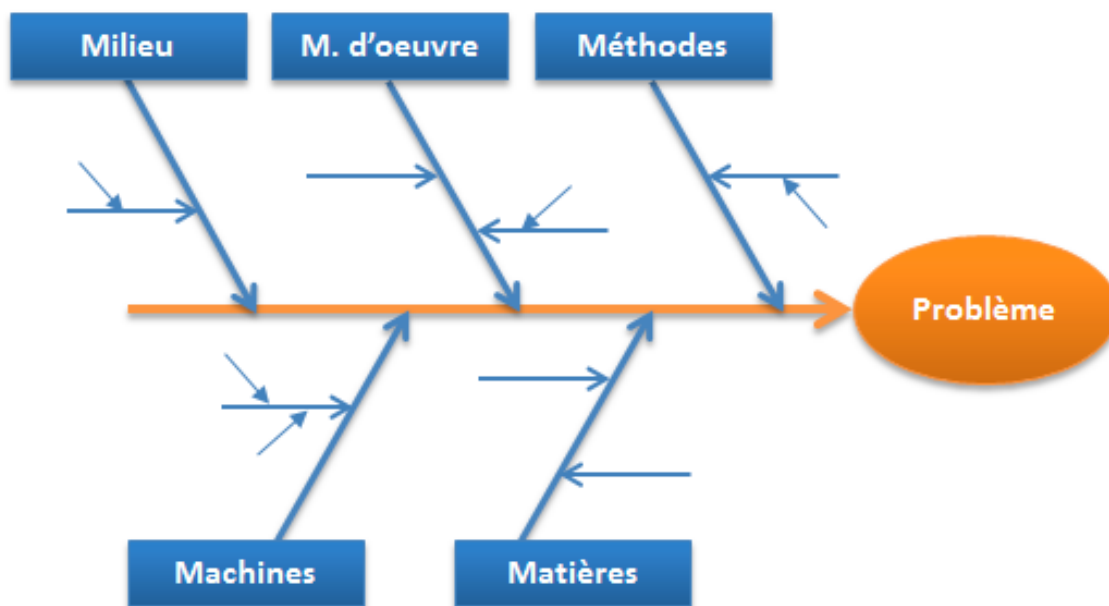 Milieu
M. d'oeuvre
Méthodes
Problème
Machines
Matières